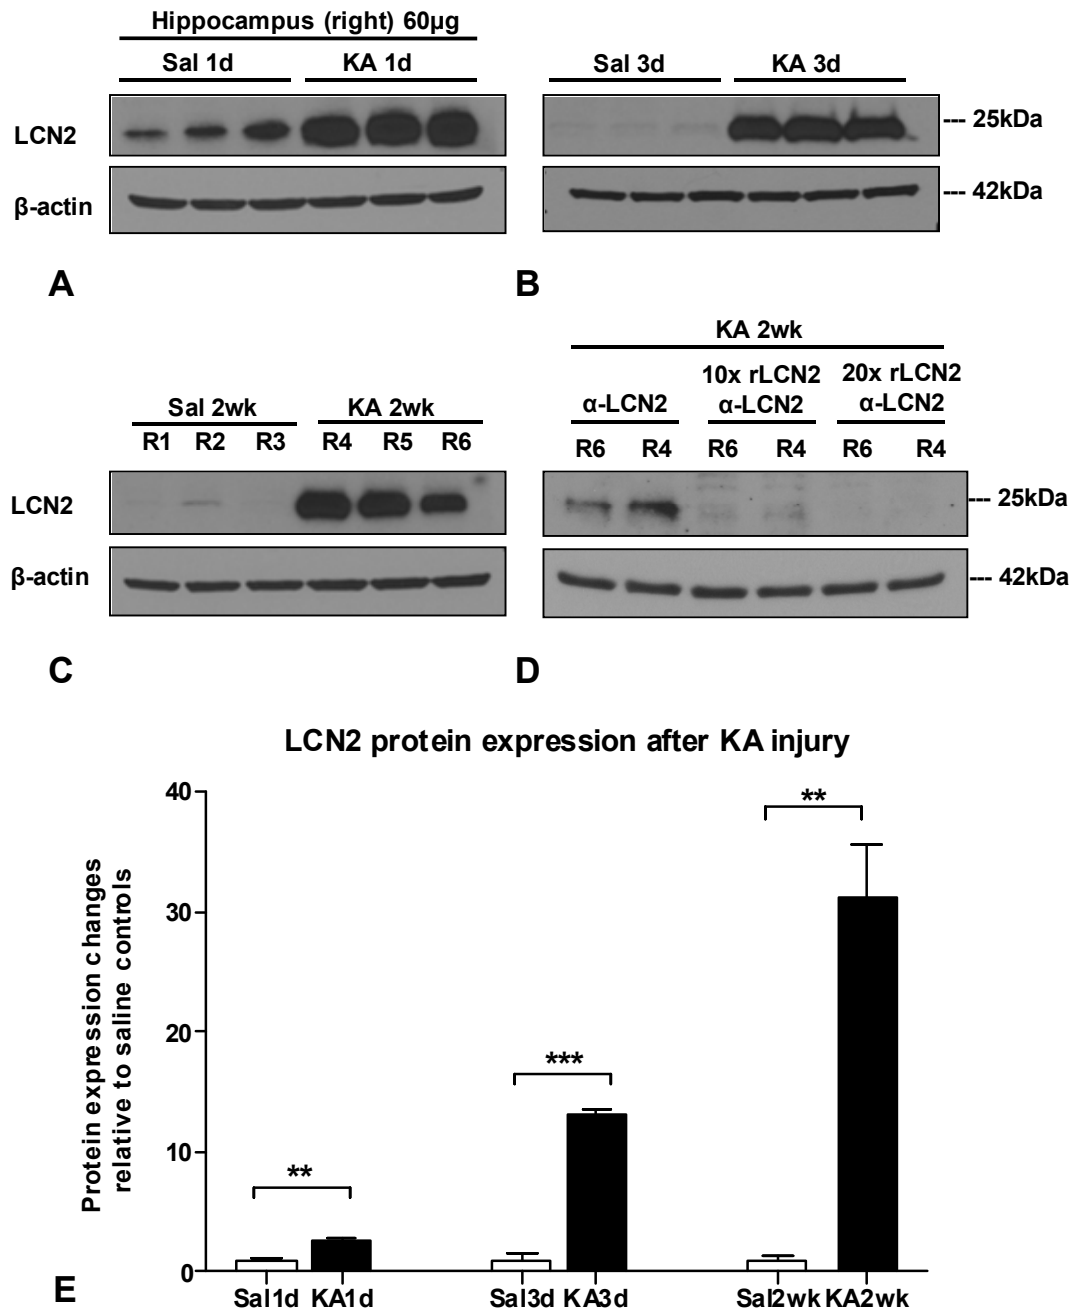 Hippocampus (right) 60µg
Sal 1d KA 1d
LCN2
β-actin
A
Sal 3d KA 3d
--- 25kDa
--- 42kDa
B
Sal 2wk KA 2wk
R1 R2 R3 R4 R5 R6
LCN2
β-actin
C
KA 2wk
α-LCN2
10x rLCN2
α-LCN2
20x rLCN2
α-LCN2
R6 R4 R6 R4 R6 R4
--- 25kDa
--- 42kDa
D
LCN2 protein expression after KA injury
Protein expression changes
relative to saline controls
40
30
20
10
0
**
***
**
Sal1d KA1d Sal3d KA3d Sal2wk KA2wk
E